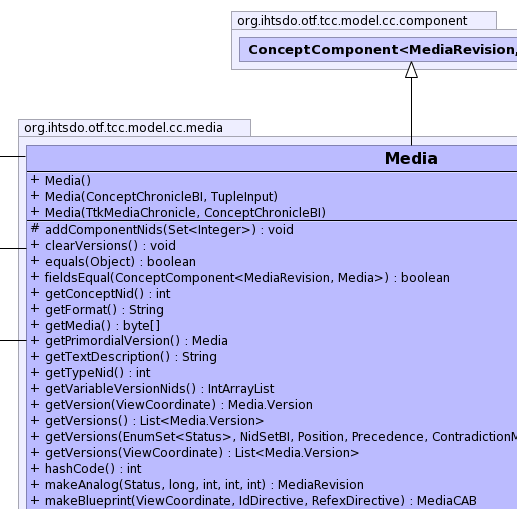 org.ihtsdo.otf.tcc.model.cc.component
ConceptComponent<MediaRevision,
org.ihtsdo.otf.tcc.model.cc.media
Media
+ Media()
+ Media(ConceptChronicleBI, TupleInput)
+ Media(TtkMediaChronicle, ConceptChronicleBI)
# addComponentNids(Set<Integer>) : void
+ clearVersions() : void
+ equals(Object) : boolean
+ fieldsEqual(ConceptComponent<MediaRevision, Media>) : boolean
+ getConceptNid() : int
+ getFormat() : String
+ getMedia() : byte[]
+ getPrimordialVersion() : Media
+ getTextDescription() : String
+ getTypeNid() : int
+ getVariableVersionNids() : IntArrayList
+ getVersion(ViewCoordinate) : Media.Version
+ getVersions() : List<Media.Version>
+ getVersions(EnumSet<Status>, NidSetBI, Position, Precedence, ContradictionM
+ getVersions(ViewCoordinate) : List<Media.Version>
+ hashCode() : int
+ makeAnalog(Status, long, int, int, int) : MediaRevision
+ makeBlueprint(ViewCoordinate, IdDirective, RefexDirective) : MediaCAB